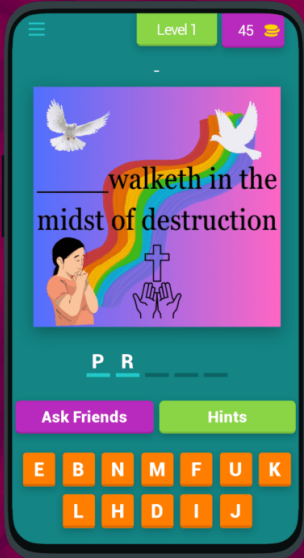 Level 1
45
-
_____walketh in the
midst of destruction
P R _ _ _
Ask Friends
Hints
E B N M F U K
L H D I J